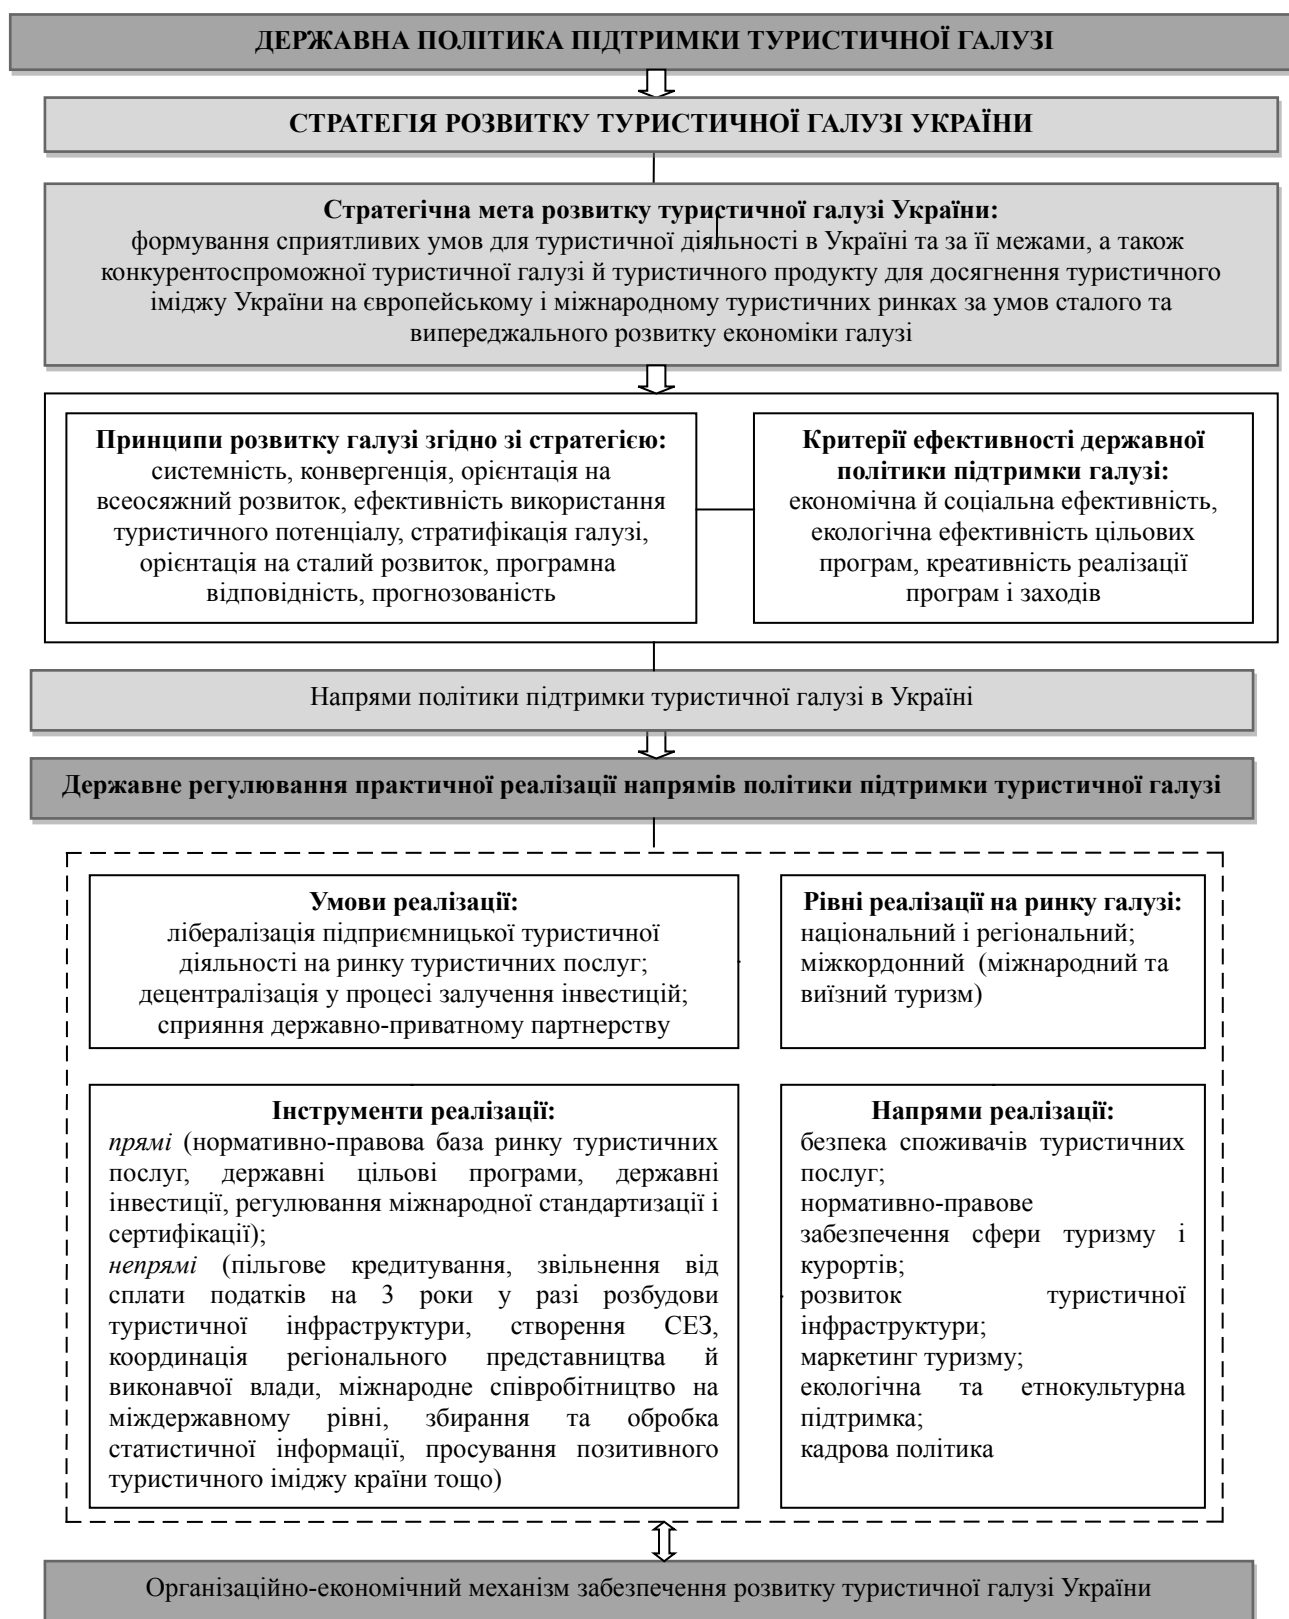 ДЕРЖАВНА ПОЛІТИКА ПІДТРИМКИ ТУРИСТИЧНОЇ ГАЛУЗІ
СТРАТЕГІЯ РОЗВИТКУ ТУРИСТИЧНОЇ ГАЛУЗІ УКРАЇНИ
Стратегічна мета розвитку туристичної галузі України:
формування сприятливих умов для туристичної діяльності в Україні та за її межами, а також
конкурентоспроможної туристичної галузі й туристичного продукту для досягнення туристичного
іміджу України на європейському і міжнародному туристичних ринках за умов сталого та
випереджального розвитку економіки галузі
Принципи розвитку галузі згідно зі стратегією:
системність, конвергенція, орієнтація на
всеосяжний розвиток, ефективність використання
туристичного потенціалу, стратифікація галузі,
орієнтація на сталий розвиток, програмна
відповідність, прогнозованість
Критерії ефективності державної
політики підтримки галузі:
економічна й соціальна ефективність,
екологічна ефективність цільових
програм, креативність реалізації
програм і заходів
Напрями політики підтримки туристичної галузі в Україні
Державне регулювання практичної реалізації напрямів політики підтримки туристичної галузі
Умови реалізації:
лібералізація підприємницької туристичної
діяльності на ринку туристичних послуг;
децентралізація у процесі залучення інвестицій;
сприяння державно-приватному партнерству
Рівні реалізації на ринку галузі:
національний і регіональний;
міжкордонний (міжнародний та
виїзний туризм)
Інструменти реалізації:
прямі (нормативно-правова база ринку туристичних
послуг, державні цільові програми, державні
інвестиції, регулювання міжнародної стандартизації і
сертифікації);
непрямі (пільгове кредитування, звільнення від
сплати податків на 3 роки у разі розбудови
туристичної інфраструктури, створення СЕЗ,
координація регіонального представництва й
виконавчої влади, міжнародне співробітництво на
міждержавному рівні, збирання та обробка
статистичної інформації, просування позитивного
туристичного іміджу країни тощо)
Напрями реалізації:
безпека споживачів туристичних
послуг;
нормативно-правове
забезпечення сфери туризму і
курортів;
розвиток туристичної
інфраструктури;
маркетинг туризму;
екологічна та етнокультурна
підтримка;
кадрова політика
Організаційно-економічний механізм забезпечення розвитку туристичної галузі України